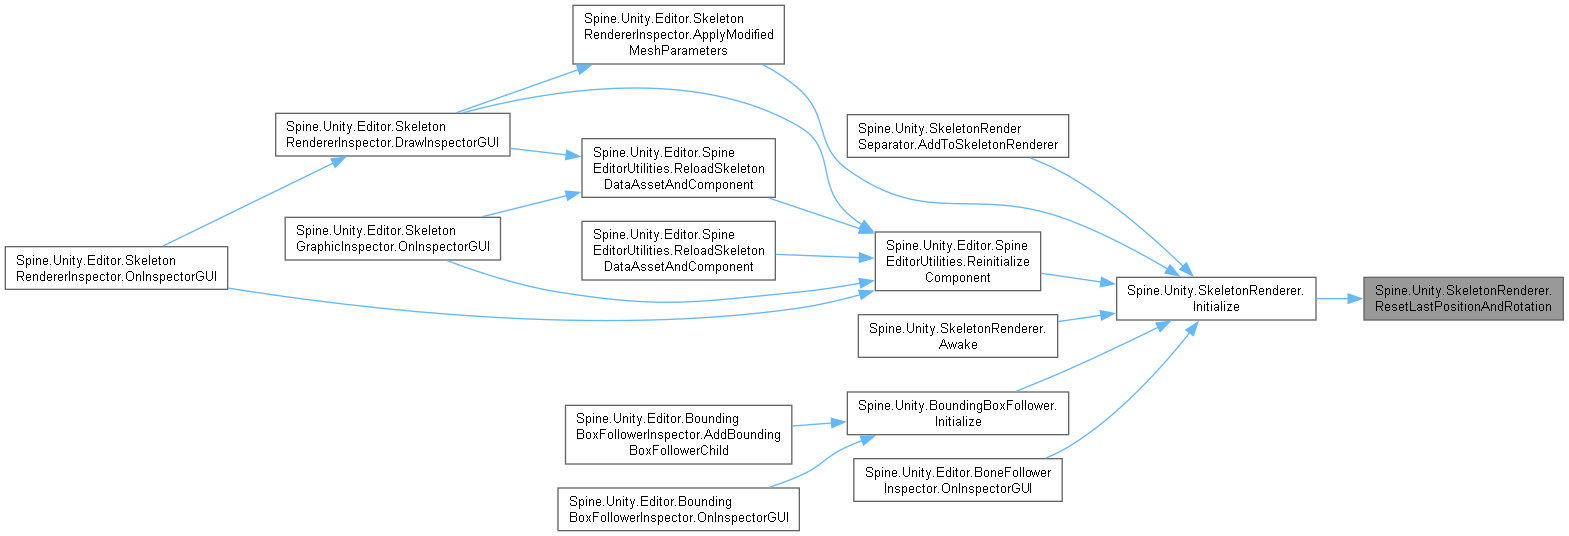 Spine.Unity.Editor.Skeleton
RendererInspector.ApplyModified
MeshParameters
Spine.Unity.Editor.Skeleton
RendererInspector.DrawInspectorGUI
Spine.Unity.SkeletonRender
Separator.AddToSkeletonRenderer
Spine.Unity.Editor.Spine
EditorUtilities.ReloadSkeleton
DataAssetAndComponent
Spine.Unity.Editor.Skeleton
GraphicInspector.OnInspectorGUI
Spine.Unity.Editor.Spine
EditorUtilities.ReloadSkeleton
DataAssetAndComponent
Spine.Unity.Editor.Spine
EditorUtilities.Reinitialize
Component
Spine.Unity.Editor.Skeleton
RendererInspector.OnInspectorGUI
Spine.Unity.SkeletonRenderer.
Initialize
Spine.Unity.SkeletonRenderer.
ResetLastPositionAndRotation
Spine.Unity.SkeletonRenderer.
Awake
Spine.Unity.BoundingBoxFollower.
Initialize
Spine.Unity.Editor.Bounding
BoxFollowerInspector.AddBounding
BoxFollowerChild
Spine.Unity.Editor.BoneFollower
Inspector.OnInspectorGUI
Spine.Unity.Editor.Bounding
BoxFollowerInspector.OnInspectorGUI